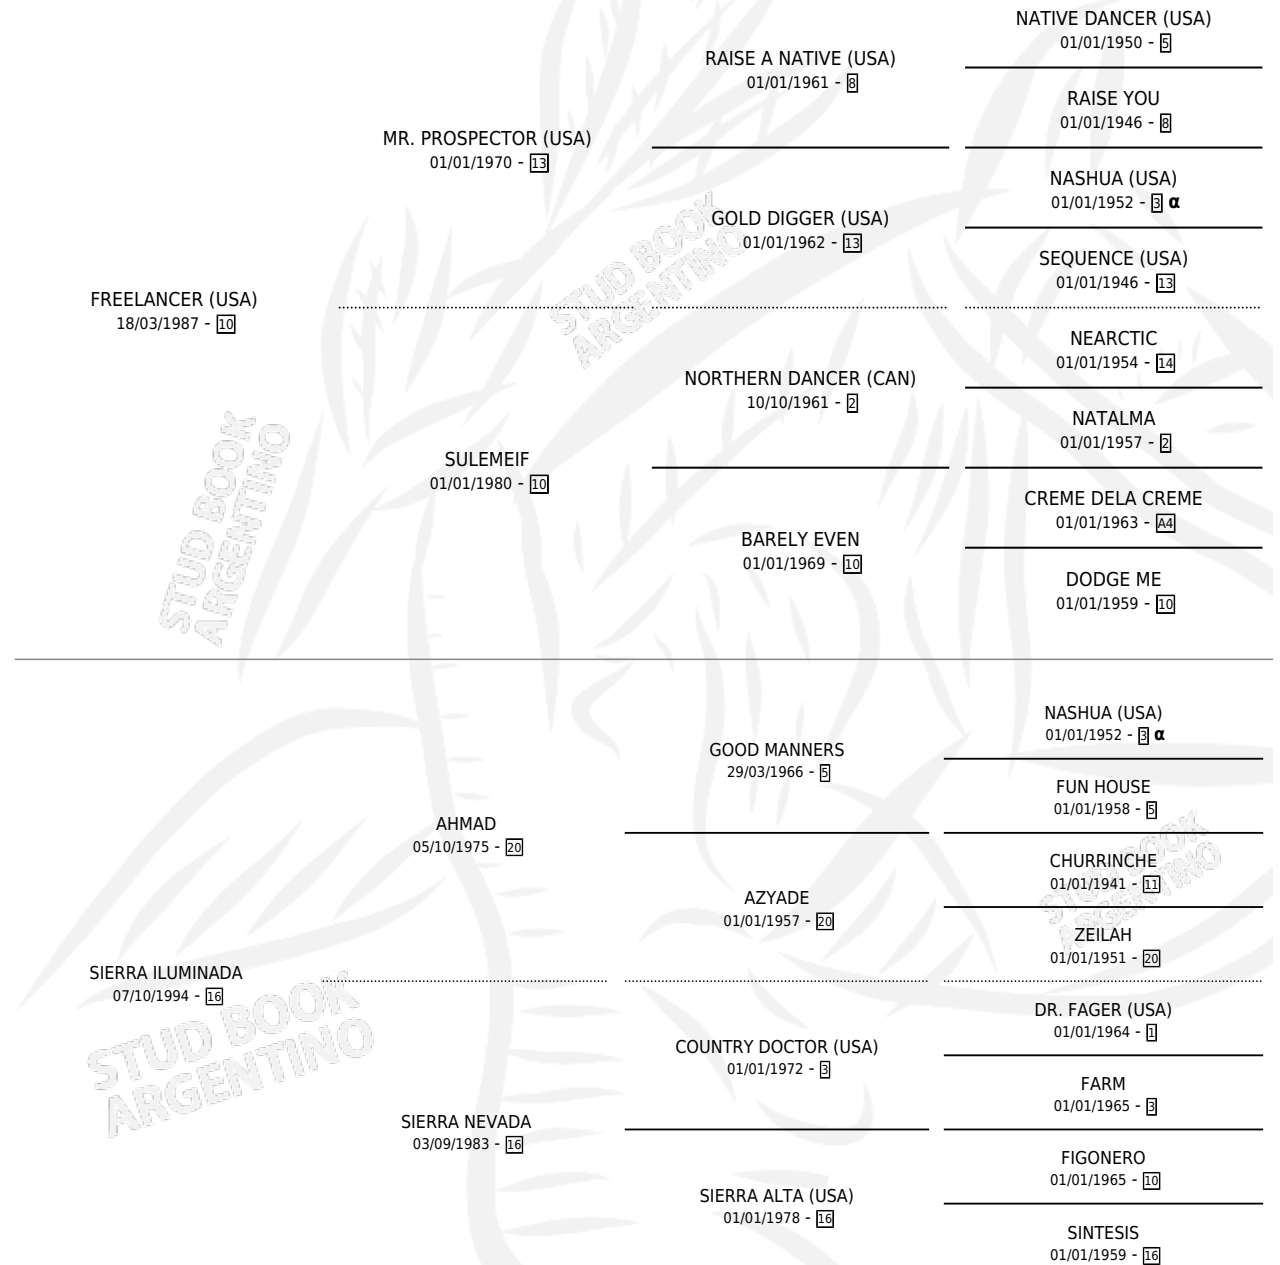 NATIVE DANCER (USA)
01/01/1950 - 5
RAISE A NATIVE (USA)
01/01/1961 - 8
RAISE YOU
01/01/1946 - 8
MR. PROSPECTOR (USA)
01/01/1970 - 13
NASHUA (USA)
01/01/1952 - 3 α
GOLD DIGGER (USA)
01/01/1962 - 13
SEQUENCE (USA)
01/01/1946 - 13
FREELANCER (USA)
18/03/1987 - 10
NEARCTIC
01/01/1954 - 14
NORTHERN DANCER (CAN)
10/10/1961 - 2
NATALMA
01/01/1957 - 2
SULEMEIF
01/01/1980 - 10
CREME DELA CREME
01/01/1963 - A4
BARELY EVEN
01/01/1969 - 10
DODGE ME
01/01/1959 - 10
STUD BOOK
ARGENTINO
STUD BOOK
ARGENTINO
NASHUA (USA)
01/01/1952 - 3 α
GOOD MANNERS
29/03/1966 - 5
FUN HOUSE
01/01/1958 - 5
AHMAD
05/10/1975 - 20
CHURRINCHE
01/01/1941 - 11
AZYADE
01/01/1957 - 20
ZEILAH
01/01/1951 - 20
SIERRA ILUMINADA
07/10/1994 - 16
DR. FAGER (USA)
01/01/1964 - 1
COUNTRY DOCTOR (USA)
01/01/1972 - 3
FARM
01/01/1965 - 3
SIERRA NEVADA
03/09/1983 - 16
FIGONERO
01/01/1965 - 10
SIERRA ALTA (USA)
01/01/1978 - 16
SINTESIS
01/01/1959 - 16
STUD BOOK
ARGENTINO
STUD BOOK
ARGENTINO